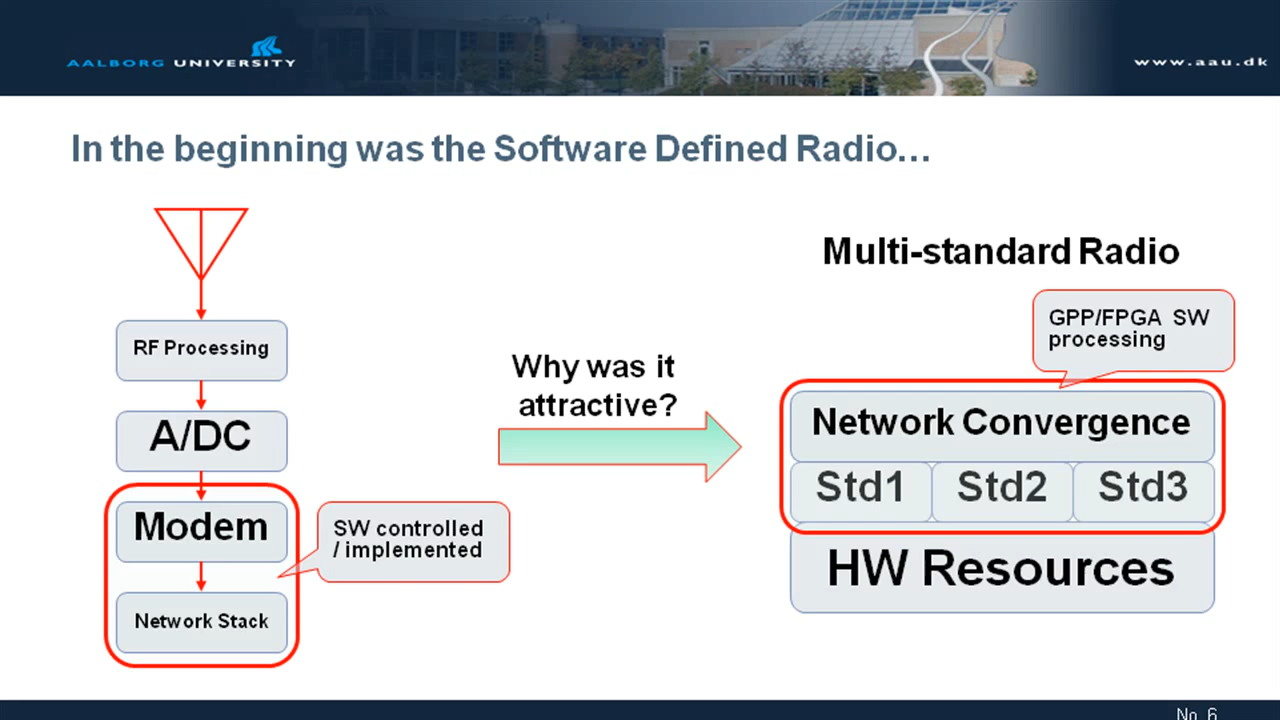 AALBORG UNIVERSITY
www.aau.dk
In the beginning was the Software Defined Radio...
RF Processing
A/DC
Modem
Network Stack
SW controlled
/ implemented
Why was it
attractive?
Multi-standard Radio
GPP/FPGA SW
processing
Network Convergence
Std1 Std2 Std3
HW Resources
No. 6